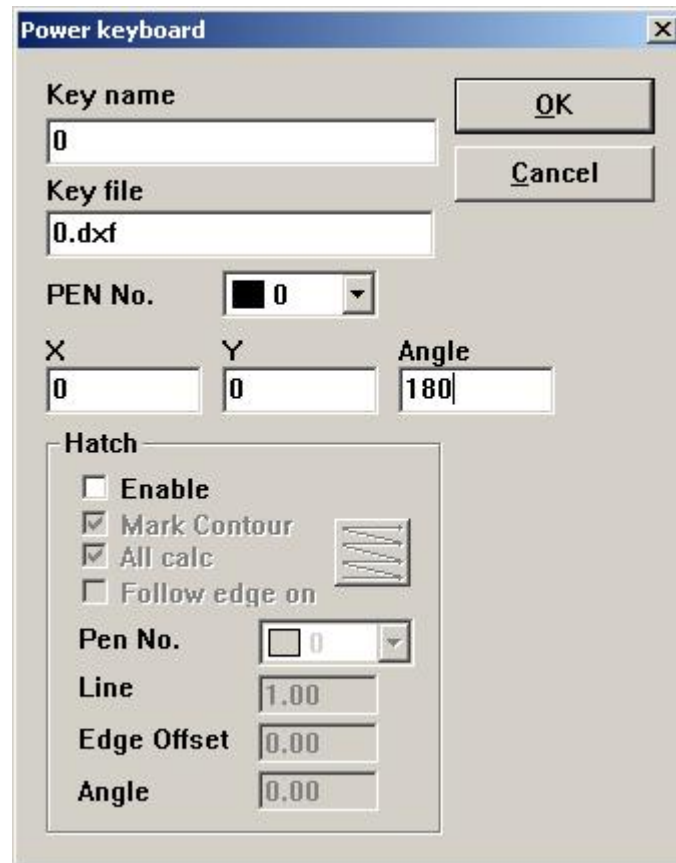 Power keyboard
Key name
OK
0
Cancel
Key file
0.dxf
PEN No. 0
X Y Angle
0 0 180
Hatch
Enable
Mark Contour
All calc
Follow edge on
Pen No. 0
Line 1.00
Edge Offset 0.00
Angle 0.00